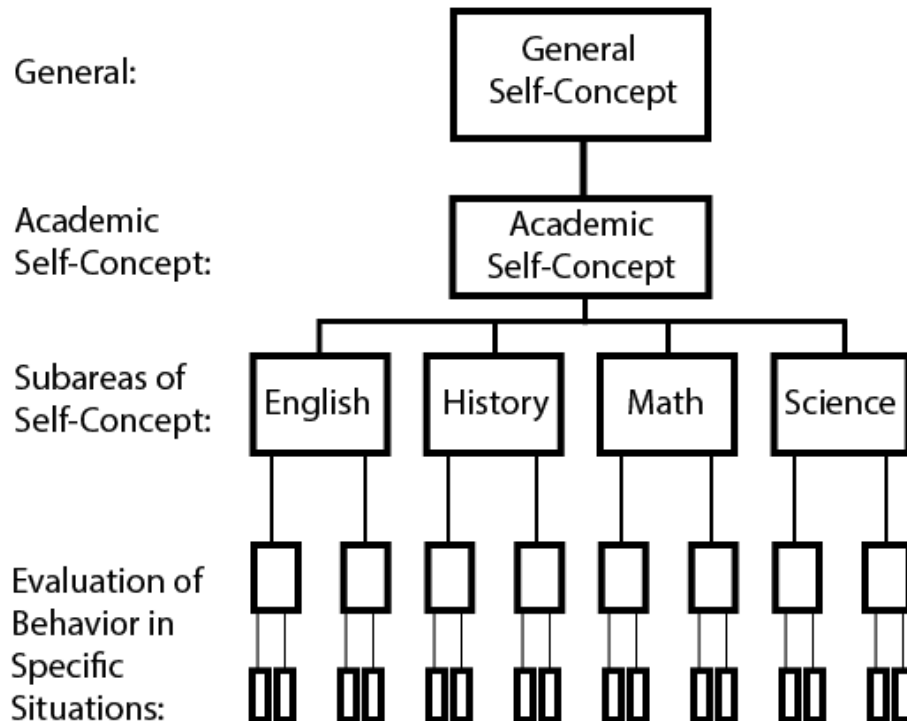 General:
General
Self-Concept
Academic
Self-Concept:
Academic
Self-Concept
Subareas of
Self-Concept:
English
History
Math
Science
Evaluation of
Behavior in
Specific
Situations: